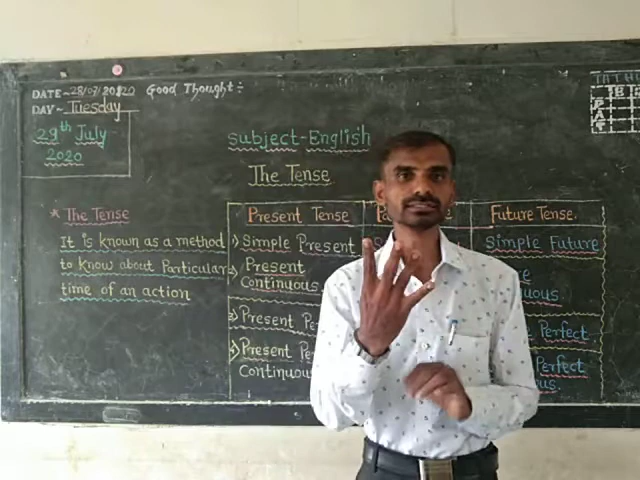 DATE~28/07/2020 Good Thought:-
DAY~ Tuesday
29th July
2020
Subject-English
The Tense
* The Tense
It is known as a method
to know about Particular
time of an action
Present Tense Future Tense.
1) Simple Present Simple Future
2) Present
Continuous
3) Present Perfect
4) Present Perfect
Continuous